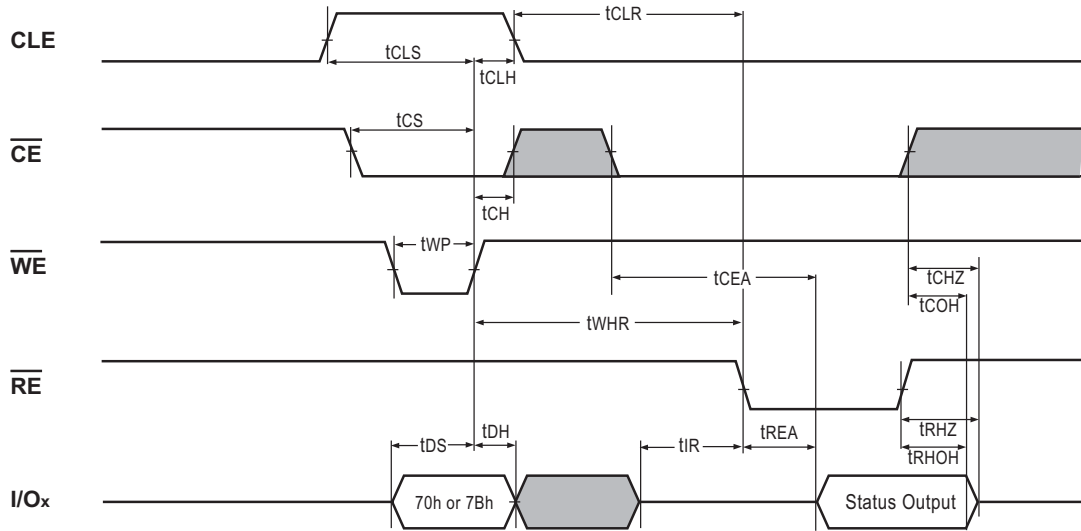 CLE
tCLR
tCLS
tCLH
CE
tCS
tCH
WE
tWP
tCEA
tCHZ
tCOH
tWHR
RE
tDS
tDH
tIR
tREA
tRHZ
tRHOH
I/Ox
70h or 7Bh
Status Output